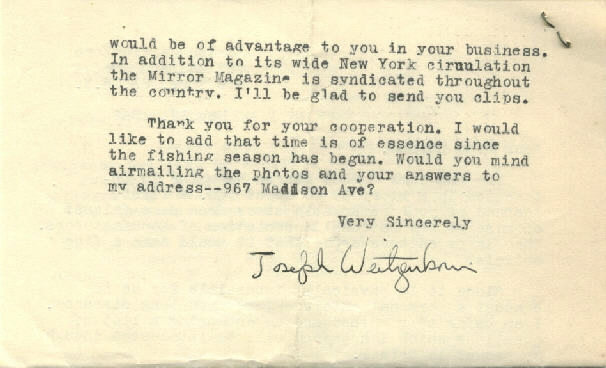 would be of advantage to you in your business.
In addition to its wide New York cirnulation
the Mirror Magazine is syndicated throughout
the country. I'll be glad to send you clips.
Thank you for your cooperation. I would
like to add that time is of essence since
the fishing season has begun. Would you mind
airmailing the photos and your answers to
my address--967 Madison Ave?
Very Sincerely
Joseph